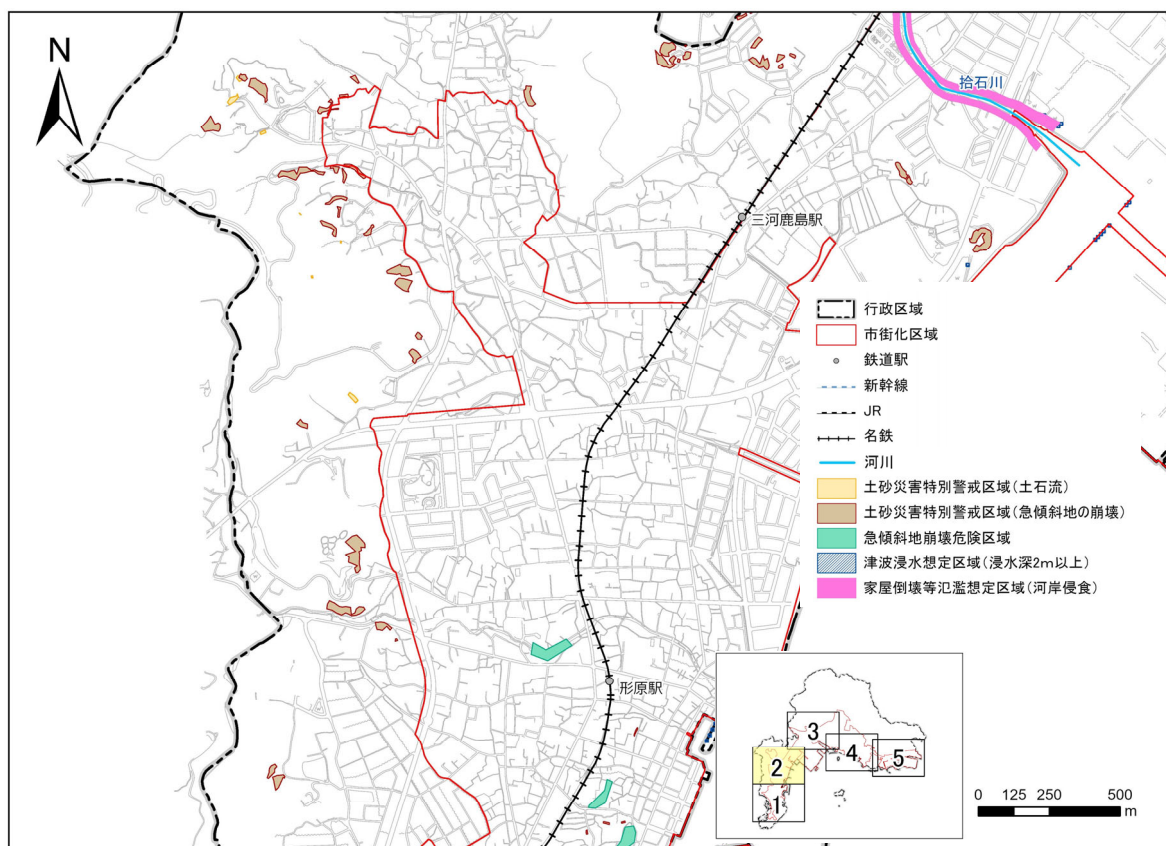 N
拾石川
三河鹿島駅
行政区域
市街化区域
鉄道駅
新幹線
JR
名鉄
河川
土砂災害特別警戒区域(土石流)
土砂災害特別警戒区域(急傾斜地の崩壊)
急傾斜地崩壊危険区域
津波浸水想定区域(浸水深2m以上)
家屋倒壊等氾濫想定区域(河岸侵食)
形原駅
3
4
5
2
1
0 125 250 500
m